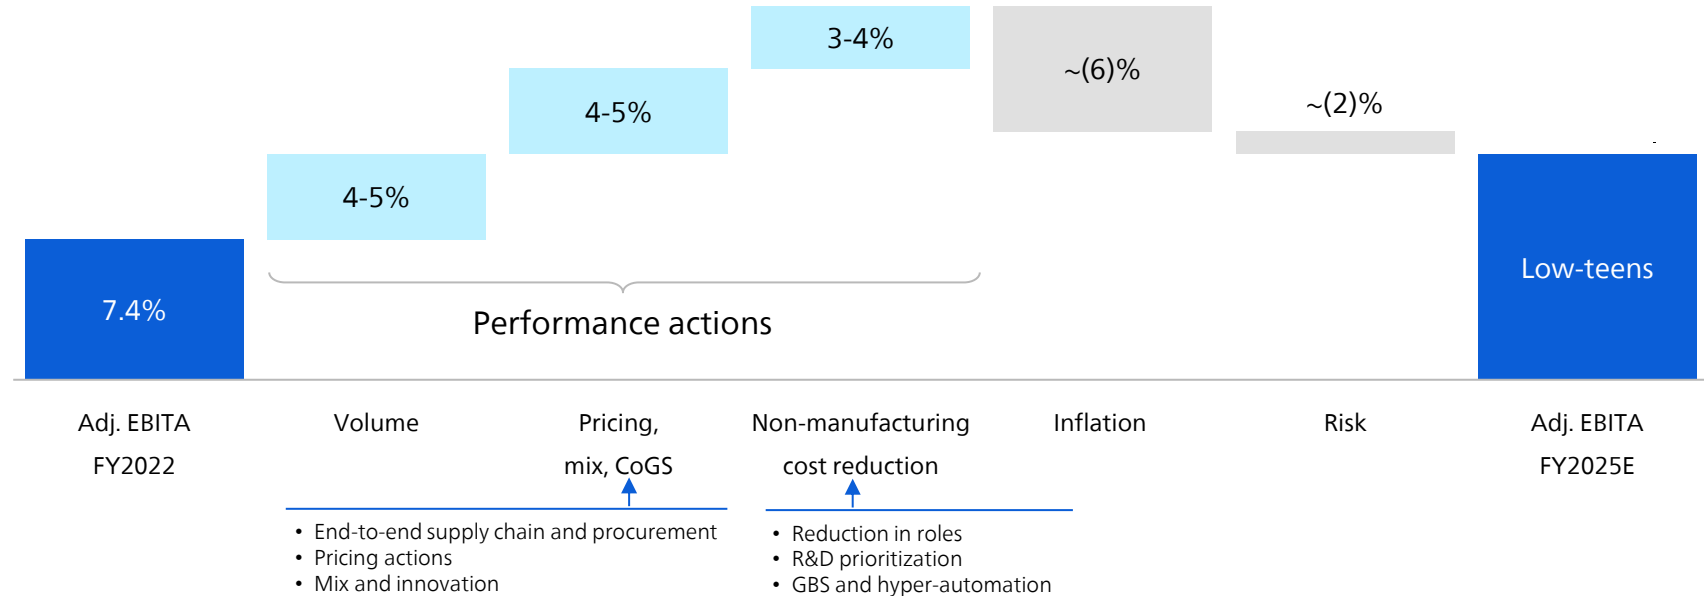 3-4%
~(6)%
4-5%
~(2)%
4-5%
Low-teens
7.4%
Performance actions
Adj. EBITA
FY2022
Volume
Pricing,
mix, CoGS
Non-manufacturing
cost reduction
Inflation
Risk
Adj. EBITA
FY2025E
• End-to-end supply chain and procurement
• Pricing actions
• Mix and innovation
• Reduction in roles
• R&D prioritization
• GBS and hyper-automation